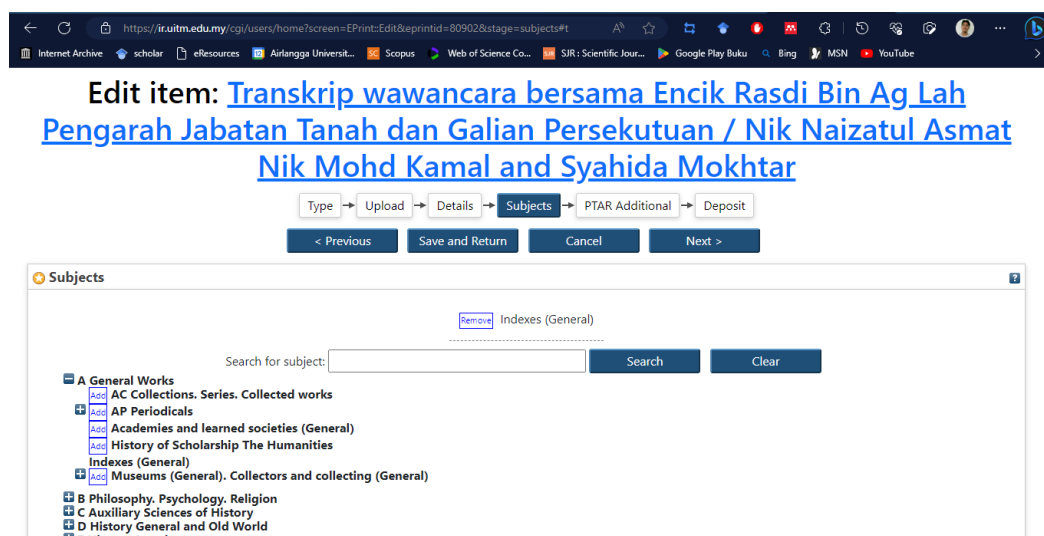 https://ir.uitm.edu.my/cgi/users/home?screen=EPrint::Edit&eprintid=80902&stage=subjects#t
Internet Archive scholar eResources Airlangga Universit... SC Scopus Web of Science Co... SJR : Scientific Jour... Google Play Buku Bing MSN YouTube
Edit item: Transkrip wawancara bersama Encik Rasdi Bin Ag Lah
Pengarah Jabatan Tanah dan Galian Persekutuan / Nik Naizatul Asmat
Nik Mohd Kamal and Syahida Mokhtar
Type → Upload → Details → Subjects → PTAR Additional → Deposit
< Previous Save and Return Cancel Next >
Subjects ?
Remove Indexes (General)
Search for subject: Search Clear
A General Works
Add AC Collections. Series. Collected works
Add AP Periodicals
Add Academies and learned societies (General)
Add History of Scholarship The Humanities
Indexes (General)
Add Museums (General). Collectors and collecting (General)
B Philosophy. Psychology. Religion
C Auxiliary Sciences of History
D History General and Old World